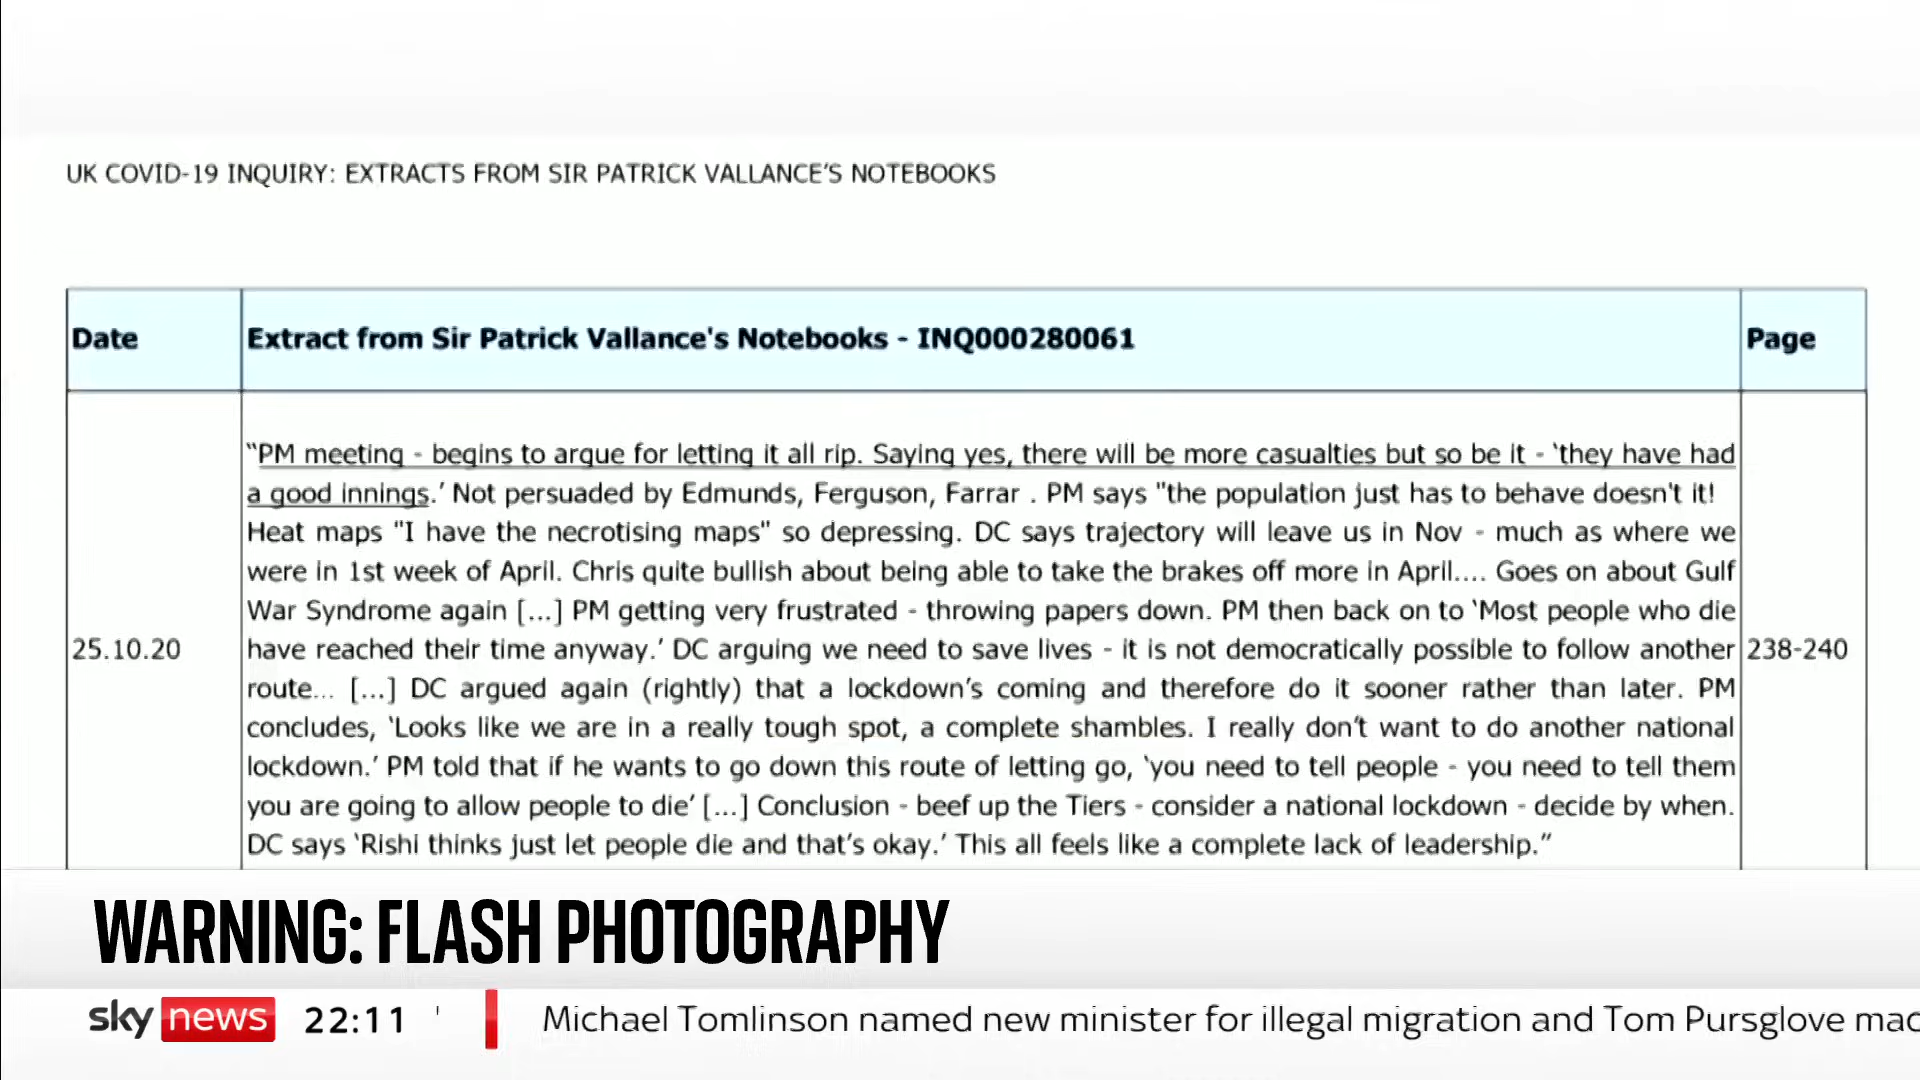 UK COVID-19 INQUIRY: EXTRACTS FROM SIR PATRICK VALLANCE'S NOTEBOOKS
Date Extract from Sir Patrick Vallance's Notebooks - INQ000280061 Page
"PM meeting - begins to argue for letting it all rip. Saying yes, there will be more casualties but so be it - 'they have had
a good innings.' Not persuaded by Edmunds, Ferguson, Farrar . PM says "the population just has to behave doesn't it!
Heat maps "I have the necrotising maps" so depressing. DC says trajectory will leave us in Nov - much as where we
were in 1st week of April. Chris quite bullish about being able to take the brakes off more in April.... Goes on about Gulf
War Syndrome again [...] PM getting very frustrated - throwing papers down. PM then back on to 'Most people who die
25.10.20 have reached their time anyway.' DC arguing we need to save lives - it is not democratically possible to follow another 238-240
route... [...] DC argued again (rightly) that a lockdown's coming and therefore do it sooner rather than later. PM
concludes, 'Looks like we are in a really tough spot, a complete shambles. I really don't want to do another national
lockdown.' PM told that if he wants to go down this route of letting go, 'you need to tell people - you need to tell them
you are going to allow people to die' [...] Conclusion - beef up the Tiers - consider a national lockdown - decide by when.
DC says 'Rishi thinks just let people die and that's okay.' This all feels like a complete lack of leadership."
WARNING: FLASH PHOTOGRAPHY
sky news 22:11 Michael Tomlinson named new minister for illegal migration and Tom Pursglove mad